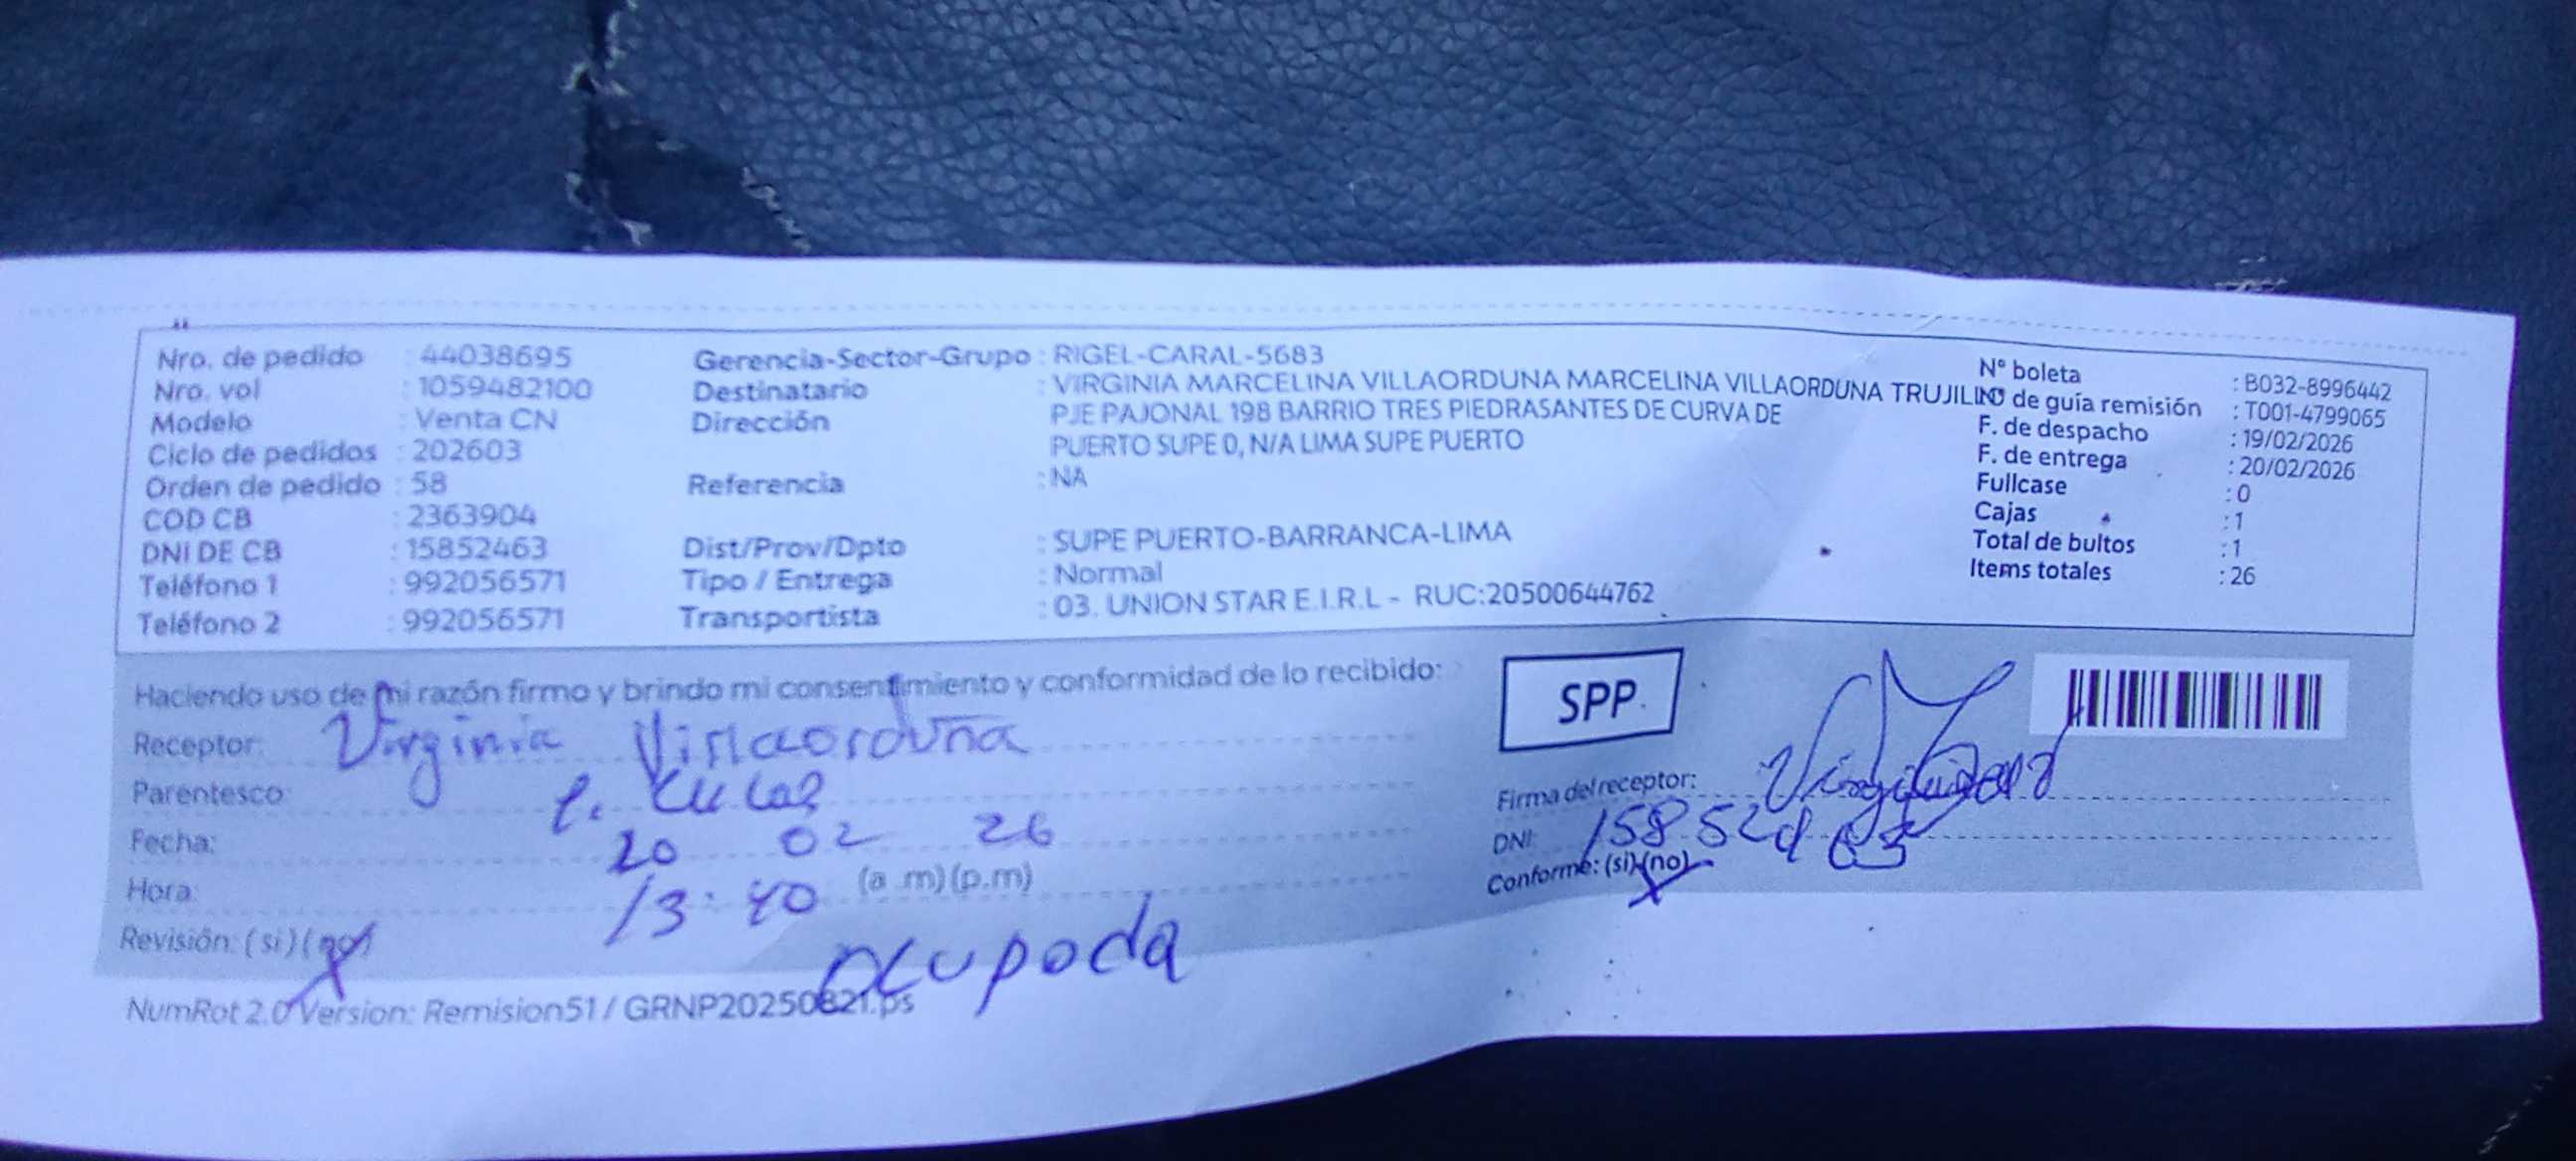 Nro. de pedido : 44038695
Nro. vol : 1059482100
Modelo : Venta CN
Ciclo de pedidos : 202603
Orden de pedido : 58
COD CB : 2363904
DNI DE CB : 15852463
Teléfono 1 : 992056571
Teléfono 2 : 992056571
Gerencia-Sector-Grupo : RIGEL-CARAL-5683
Destinatario : VIRGINIA MARCELINA VILLAORDUNA MARCELINA VILLAORDUNA TRUJILLO
Dirección PJE PAJONAL 198 BARRIO TRES PIEDRASANTES DE CURVA DE
PUERTO SUPE 0, N/A LIMA SUPE PUERTO
Referencia : NA
Dist/Prov/Dpto : SUPE PUERTO-BARRANCA-LIMA
Tipo / Entrega : Normal
Transportista : 03. UNION STAR E.I.R.L - RUC:20500644762
N° boleta : B032-8996442
N° de guía remisión : T001-4799065
F. de despacho : 19/02/2026
F. de entrega : 20/02/2026
Fullcase : 0
Cajas : 1
Total de bultos : 1
Items totales : 26
Haciendo uso de mi razón firmo y brindo mi consentimiento y conformidad de lo recibido:
Receptor: Virginia Villaorduña
Parentesco:
Fecha: 20 02 26
Hora: 13:40 (a .m) (p.m)
Revisión: (si) (no)
ocupada
SPP
Firma del receptor:
DNI: 15852463
Conforme: (si) (no)
NumRot 2.0 Version: Remision51 / GRNP20250821.ps